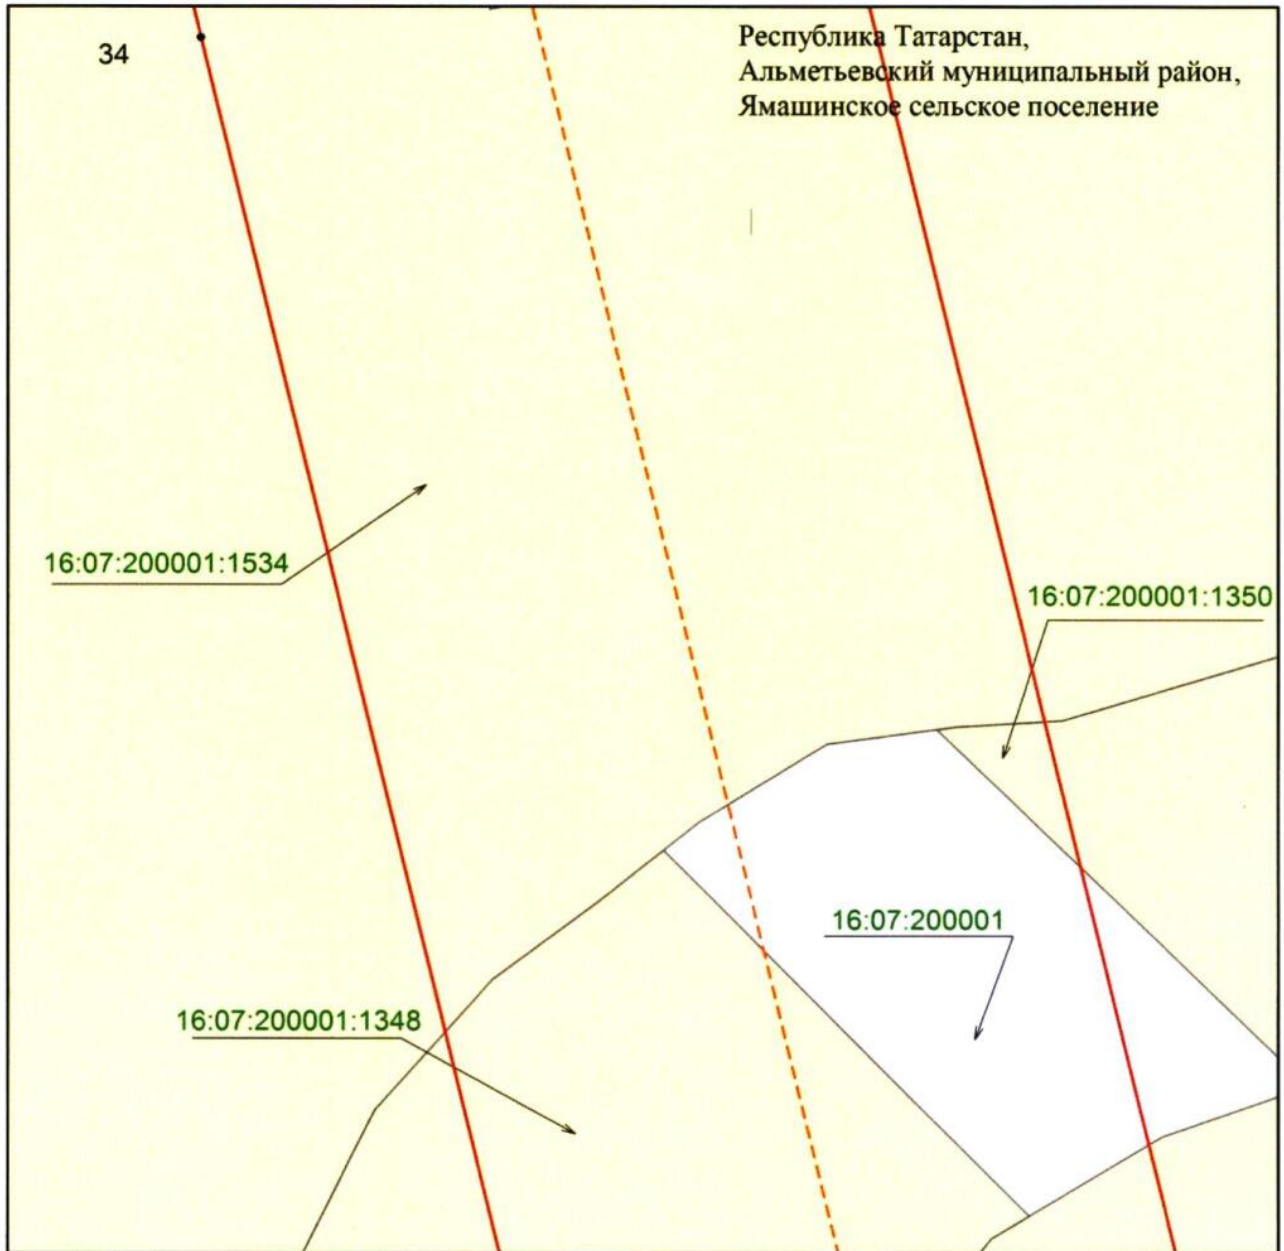 34
Республика Татарстан,
Альметьевский муниципальный район,
Ямашинское сельское поселение
16:07:200001:1534
16:07:200001:1350
16:07:200001
16:07:200001:1348